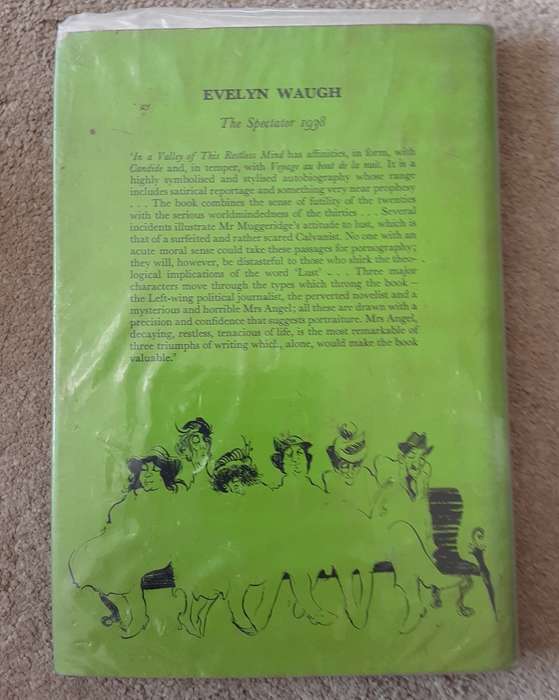 EVELYN WAUGH
The Spectator 1938
'In a Valley of This Restless Mind has affinities, in form, with
Candide and, in temper, with Voyage au bout de la nuit. It is a
highly symbolised and stylised autobiography whose range
includes satirical reportage and something very near prophesy
. . . The book combines the sense of futility of the twenties
with the serious worldmindedness of the thirties . . . Several
incidents illustrate Mr Muggeridge's attitude to lust, which is
that of a surfeited and rather scared Calvanist. No one with an
acute moral sense could take these passages for pornography;
they will, however, be distasteful to those who shirk the theo-
logical implications of the word 'Lust' . . . Three major
characters move through the types which throng the book –
the Left-wing political journalist, the perverted novelist and a
mysterious and horrible Mrs Angel; all these are drawn with a
precision and confidence that suggests portraiture. Mrs Angel,
decaying, restless, tenacious of life, is the most remarkable of
three triumphs of writing which, alone, would make the book
valuable.'